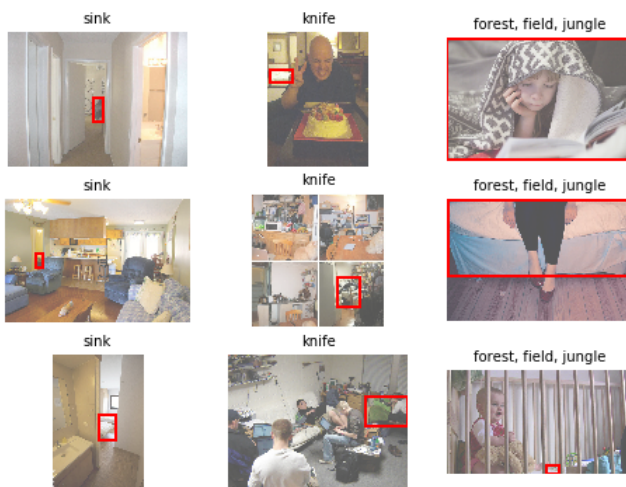 sink
knife
forest, field, jungle
sink
knife
forest, field, jungle
sink
knife
forest, field, jungle